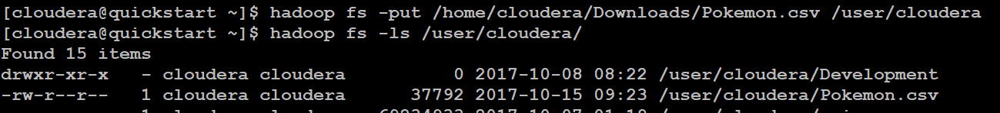 [cloudera@quickstart ~]$ hadoop fs -put /home/cloudera/Downloads/Pokemon.csv /user/cloudera
[cloudera@quickstart ~]$ hadoop fs -ls /user/cloudera/
Found 15 items
drwxr-xr-x   - cloudera cloudera          0 2017-10-08 08:22 /user/cloudera/Development
-rw-r--r--   1 cloudera cloudera      37792 2017-10-15 09:23 /user/cloudera/Pokemon.csv